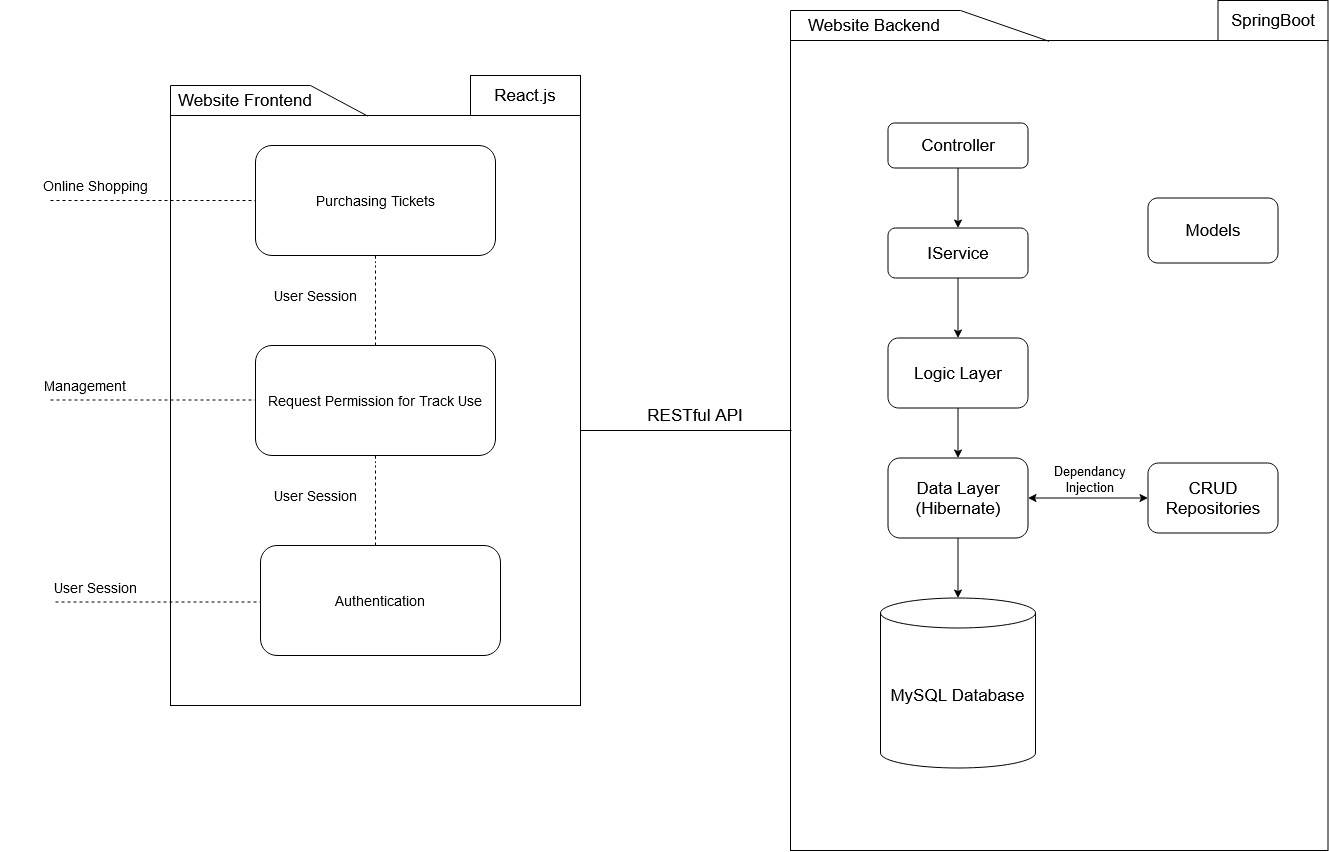 Website Frontend
React.js
Online Shopping
Purchasing Tickets
User Session
Management
Request Permission for Track Use
User Session
User Session
Authentication
RESTful API
Website Backend
SpringBoot
Controller
IService
Models
Logic Layer
Data Layer
(Hibernate)
Dependancy
Injection
CRUD
Repositories
MySQL Database